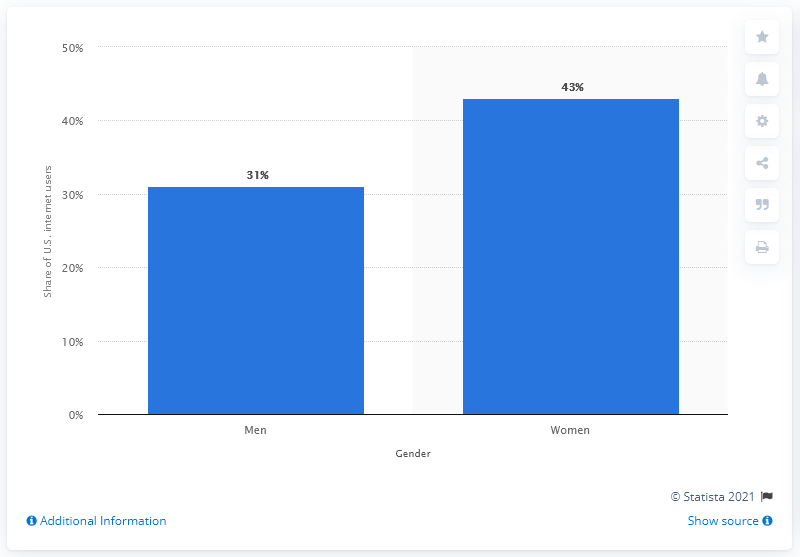 50%
40%
30%
20%
10%
0%
Share of U.S. internet users
31%
43%
Men
Women
Gender
© Statista 2021
Additional Information
Show source